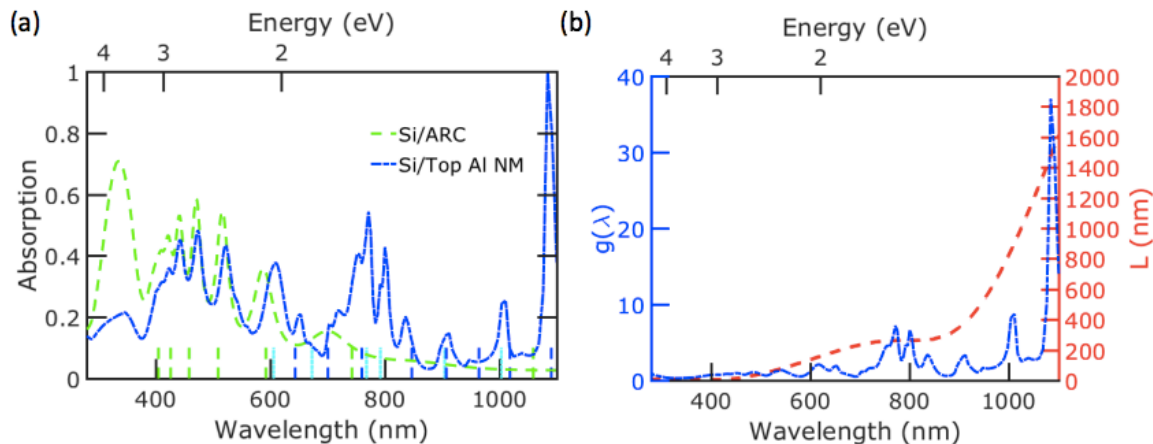 (a)
Energy (eV)
4 3 2
1
0.8
0.6
0.4
0.2
0
Absorption
Si/ARC
Si/Top Al NM
400 600 800 1000
Wavelength (nm)
(b)
Energy (eV)
4 3 2
40
30
20
10
0
g(λ)
2000
1800
1600
1400
1200
1000
800
600
400
200
0
L (nm)
400 600 800 1000
Wavelength (nm)